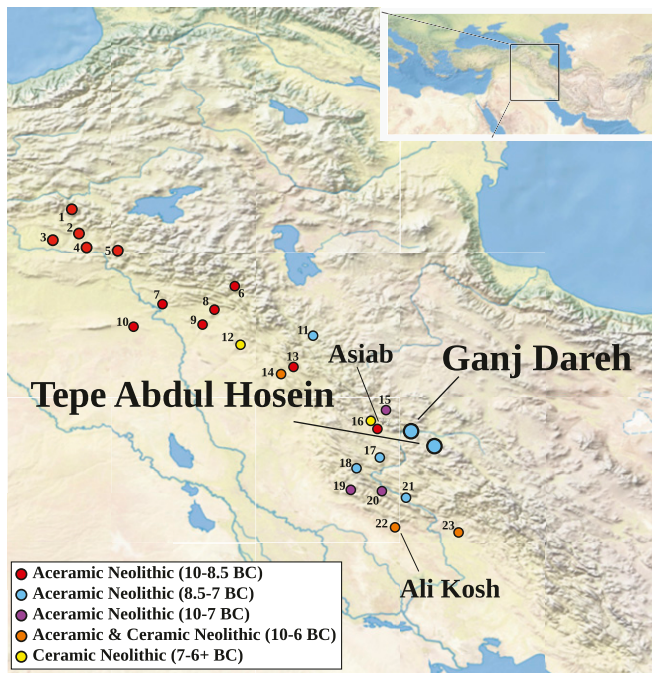 1
2
3
4
5
6
7
8
9
10
11
12
13
14
Asiab
Ganj Dareh
Tepe Abdul Hosein
15
16
17
18
19
20
21
22
23
Ali Kosh
Aceramic Neolithic (10-8.5 BC)
Aceramic Neolithic (8.5-7 BC)
Aceramic Neolithic (10-7 BC)
Aceramic & Ceramic Neolithic (10-6 BC)
Ceramic Neolithic (7-6+ BC)